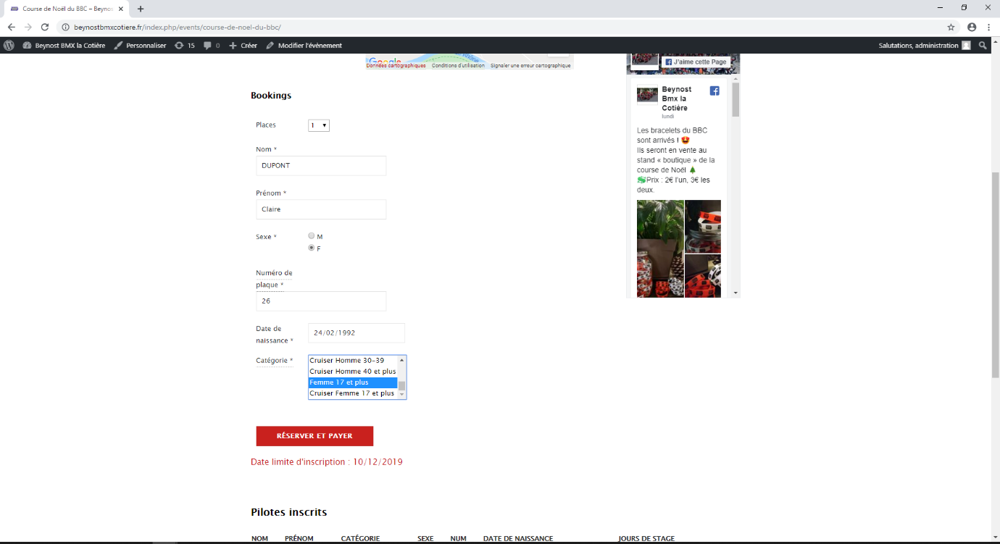 Course de Noël du BBC – Beynos
beynostbmxcotiere.fr/index.php/events/course-de-noel-du-bbc/
Beynost BMX la Cotière Personnaliser 15 0 Créer Modifier l'évènement Salutations, administration
Google
Données cartographiques Conditions d'utilisation Signaler une erreur cartographique
Bookings
Places 1
Nom *
DUPONT
Prénom *
Claire
Sexe * M
F
Numéro de
plaque *
26
Date de
naissance *
24/02/1992
Catégorie *
Cruiser Homme 30-39
Cruiser Homme 40 et plus
Femme 17 et plus
Cruiser Femme 17 et plus
RÉSERVER ET PAYER
Date limite d'inscription : 10/12/2019
Pilotes inscrits
NOM PRÉNOM CATÉGORIE SEXE NUM DATE DE NAISSANCE JOURS DE STAGE
J'aime cette Page
Beynost
Bmx la
Cotière
lundi
Les bracelets du BBC
sont arrivés !
Ils seront en vente au
stand « boutique » de la
course de Noël
Prix : 2€ l'un, 3€ les
deux.